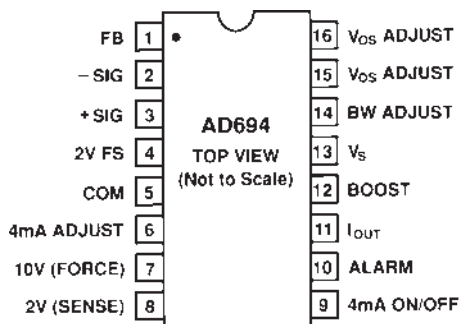 FB 1
−SIG 2
+SIG 3
2V FS 4
COM 5
4mA ADJUST 6
10V (FORCE) 7
2V (SENSE) 8
AD694
TOP VIEW
(Not to Scale)
16 VOS ADJUST
15 VOS ADJUST
14 BW ADJUST
13 VS
12 BOOST
11 IOUT
10 ALARM
9 4mA ON/OFF